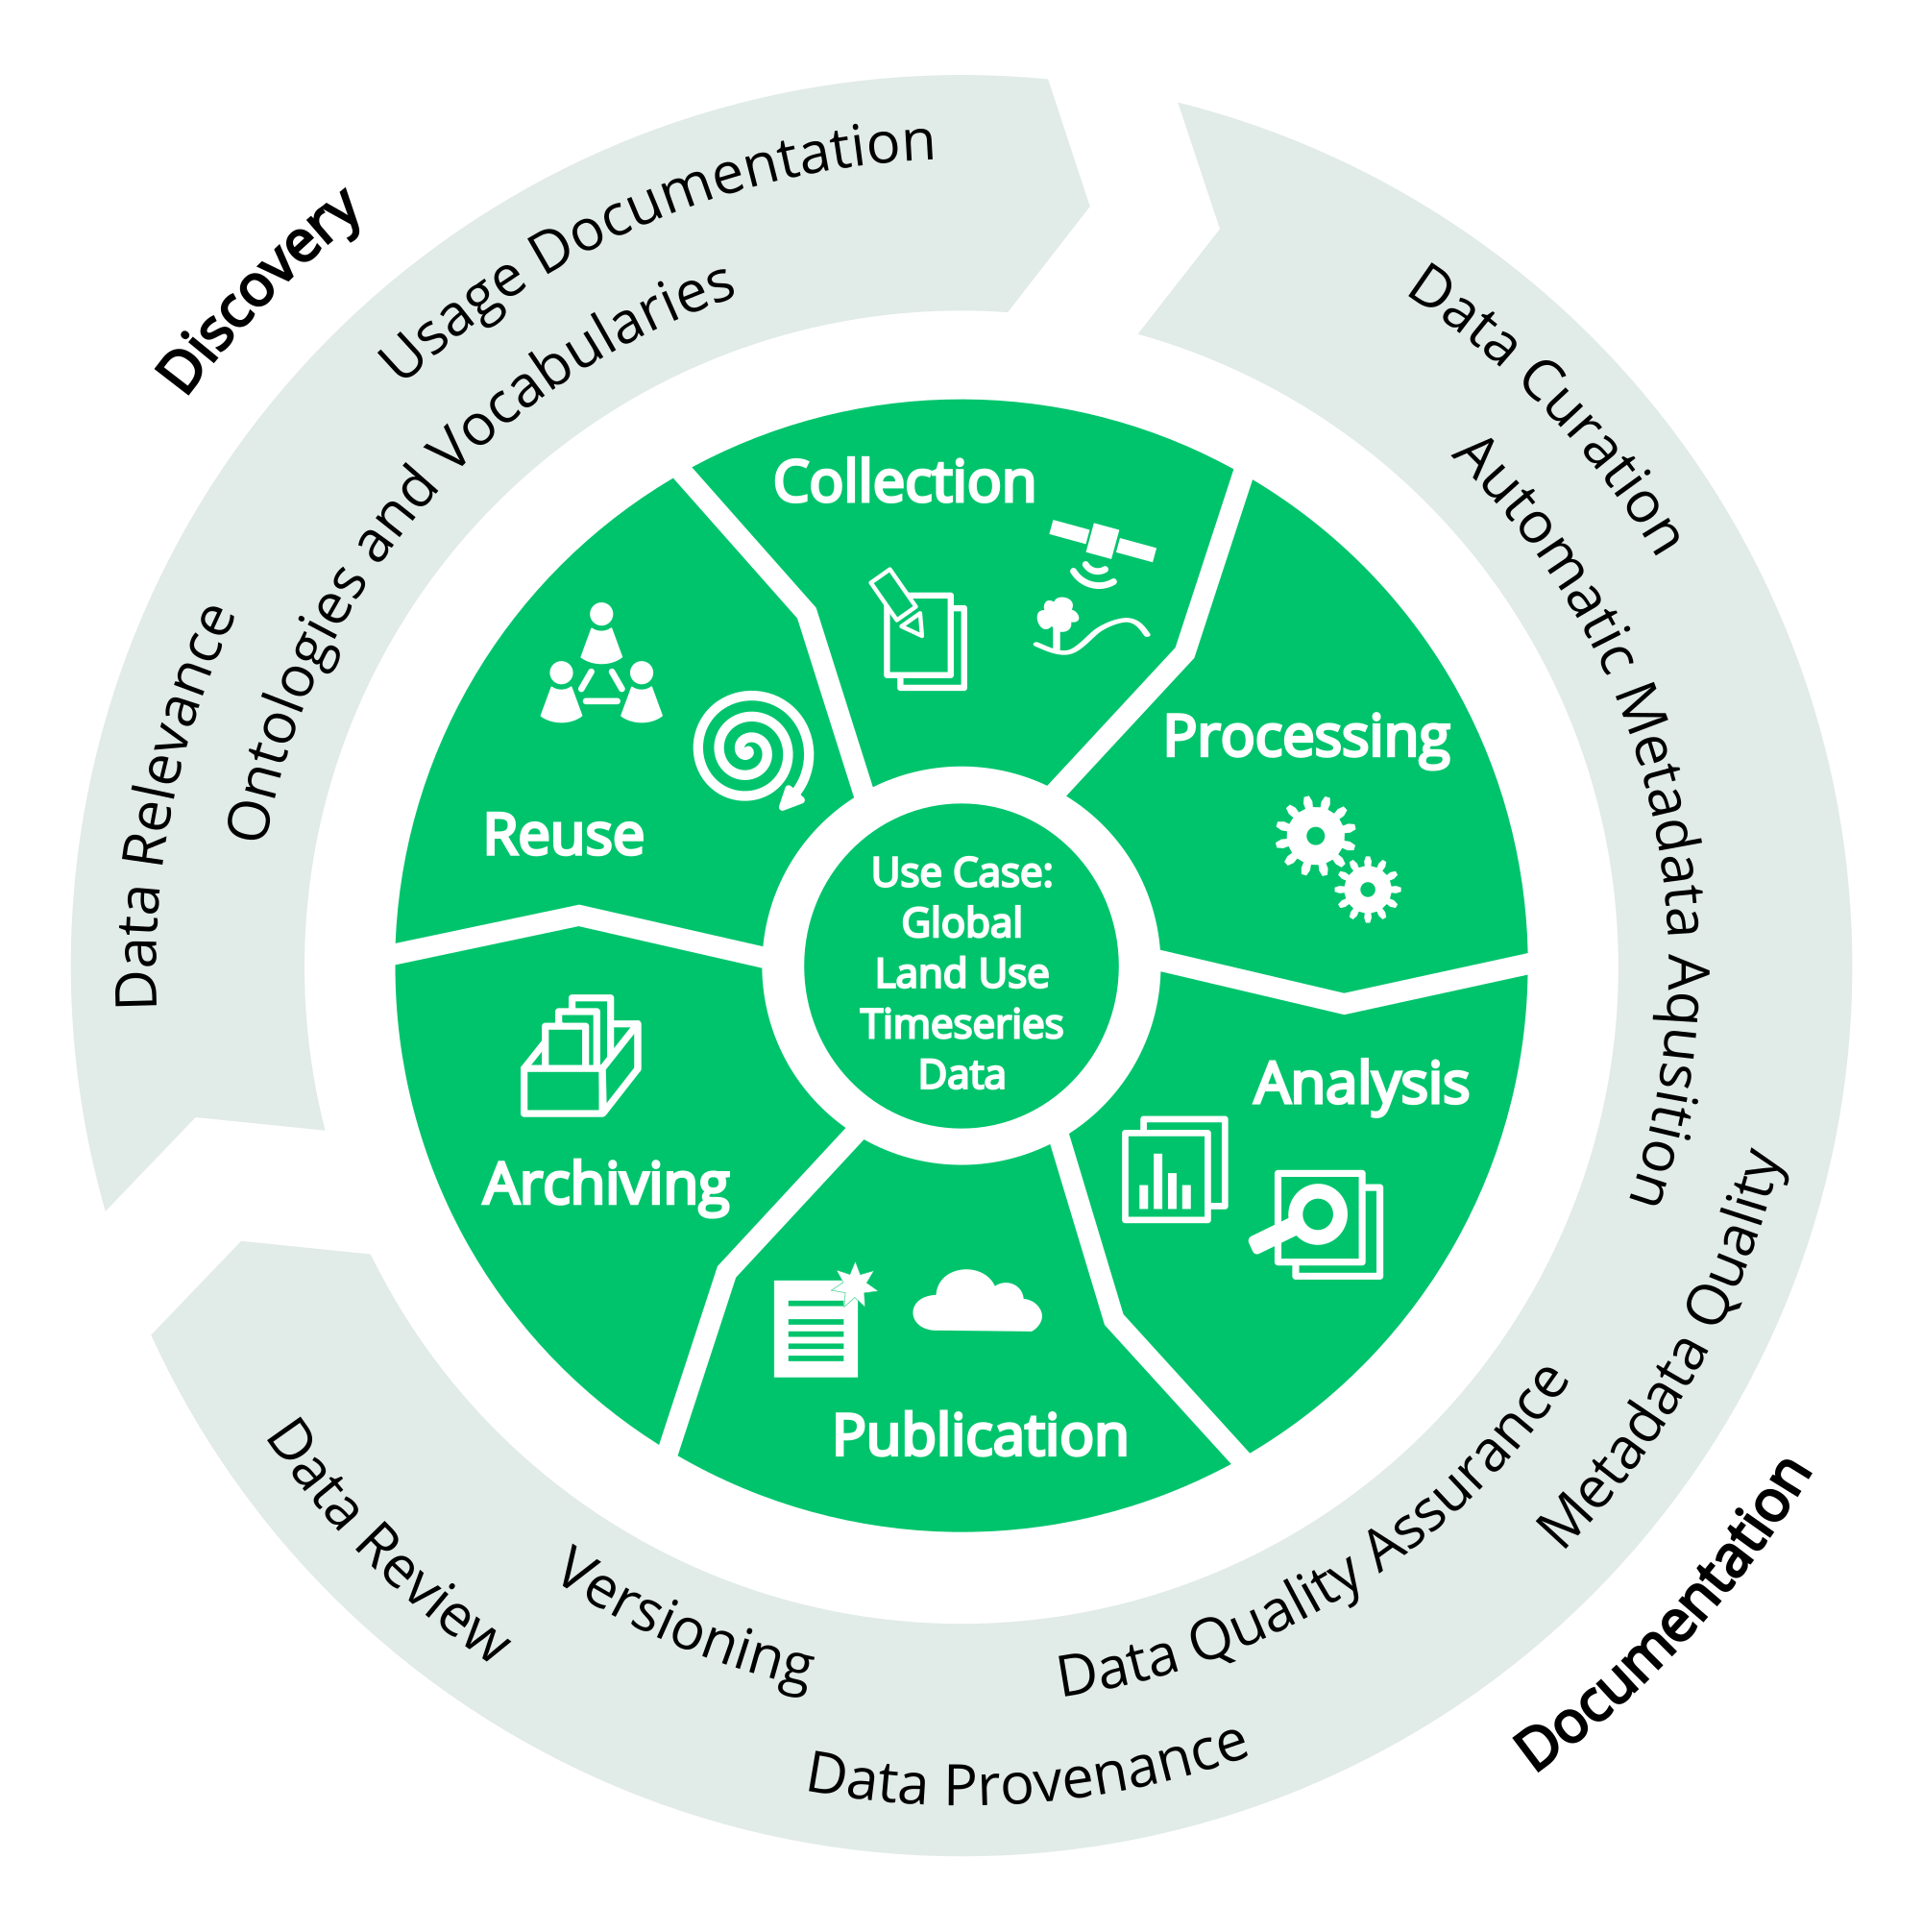 Discovery
Usage Documentation
Ontologies and Vocabularies
Data Relevance
Data Curation
Automatic Metadata Aqusition
Metadata Quality
Data Quality Assurance
Documentation
Data Provenance
Versioning
Data Review
Collection
Processing
Analysis
Publication
Archiving
Reuse
Use Case:
Global
Land Use
Timeseries
Data